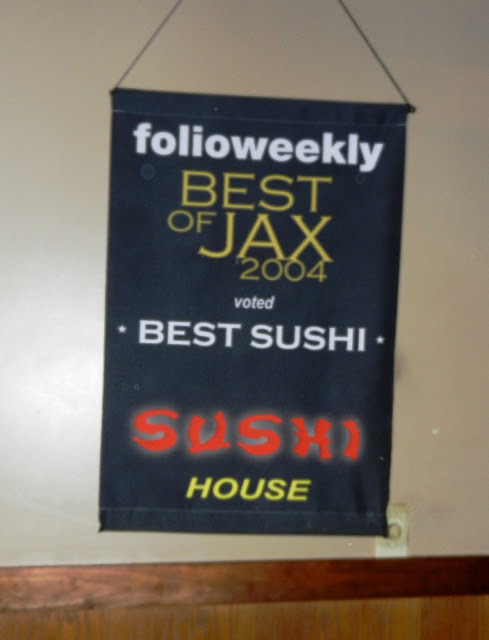 folioweekly
BEST
OF JAX
2004
voted
* BEST SUSHI *
SUSHI
HOUSE